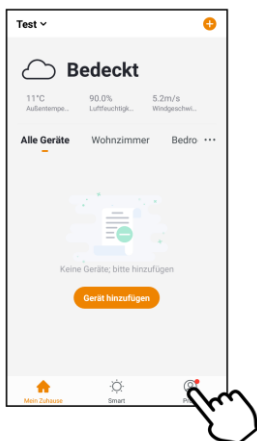 Test
Bedeckt
11°C 90.0% 5.2m/s
Außentempe... Luftfeuchtigk... Windgeschwi...
Alle Geräte Wohnzimmer Bedro ...
Keine Geräte, bitte hinzufügen
Gerät hinzufügen
Mein Zuhause Smart